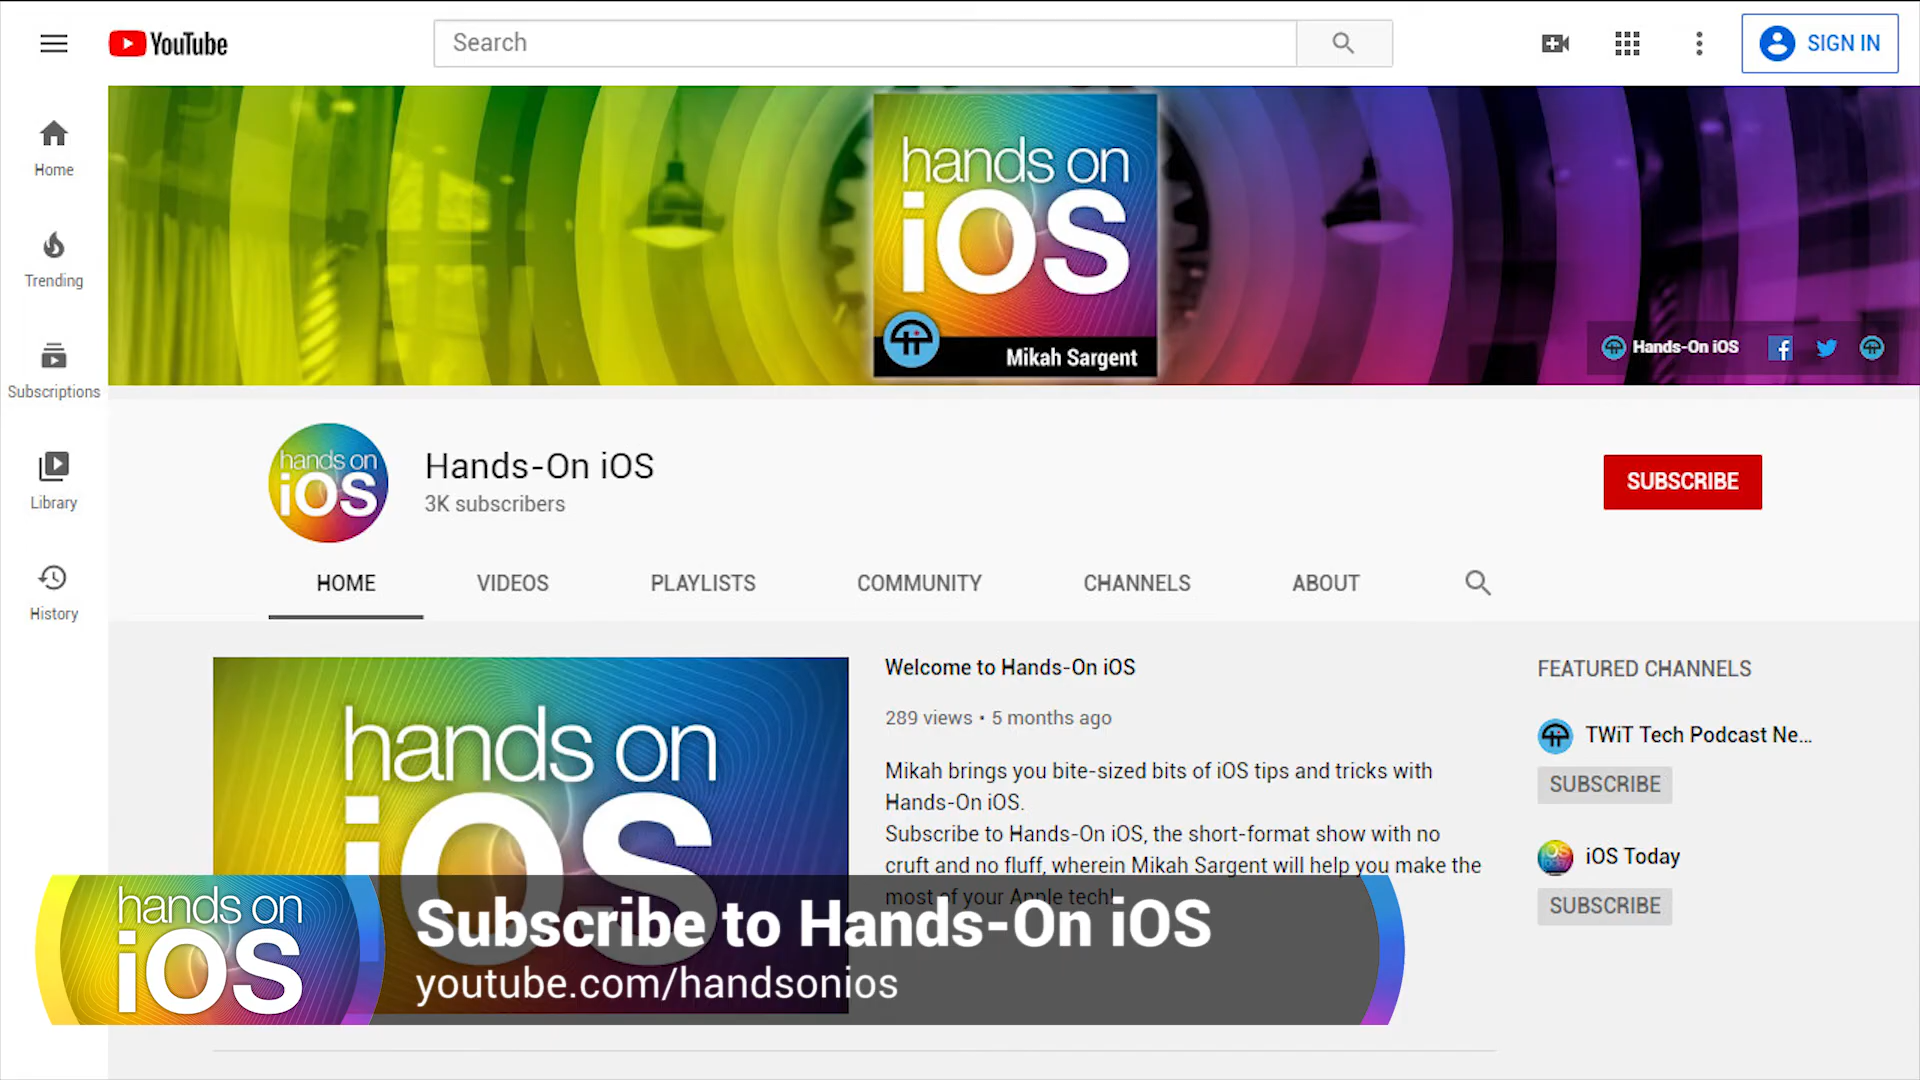 YouTube
Search
SIGN IN
Home
Trending
Subscriptions
Library
History
hands on
iOS
Mikah Sargent
Hands-On iOS
hands on
iOS
Hands-On iOS
3K subscribers
SUBSCRIBE
HOME
VIDEOS
PLAYLISTS
COMMUNITY
CHANNELS
ABOUT
hands on
iOS
Welcome to Hands-On iOS
289 views • 5 months ago
Mikah brings you bite-sized bits of iOS tips and tricks with
Hands-On iOS.
Subscribe to Hands-On iOS, the short-format show with no
cruft and no fluff, wherein Mikah Sargent will help you make the
most of your Apple tech!
FEATURED CHANNELS
TWiT Tech Podcast Ne...
SUBSCRIBE
iOS Today
SUBSCRIBE
hands on
iOS
Subscribe to Hands-On iOS
youtube.com/handsonios